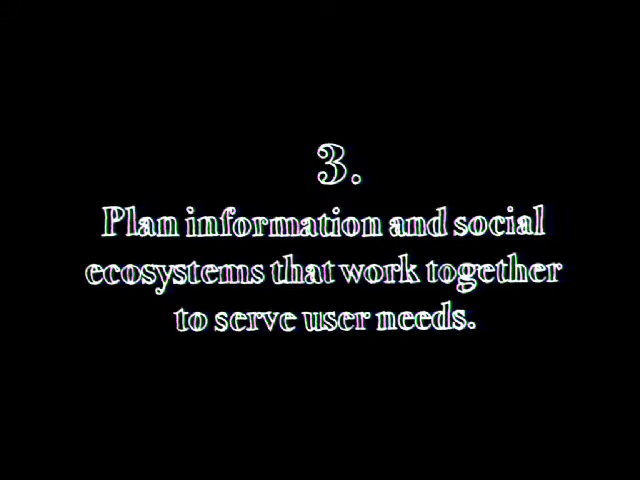 3.
Plan information and social
ecosystems that work together
to serve user needs.